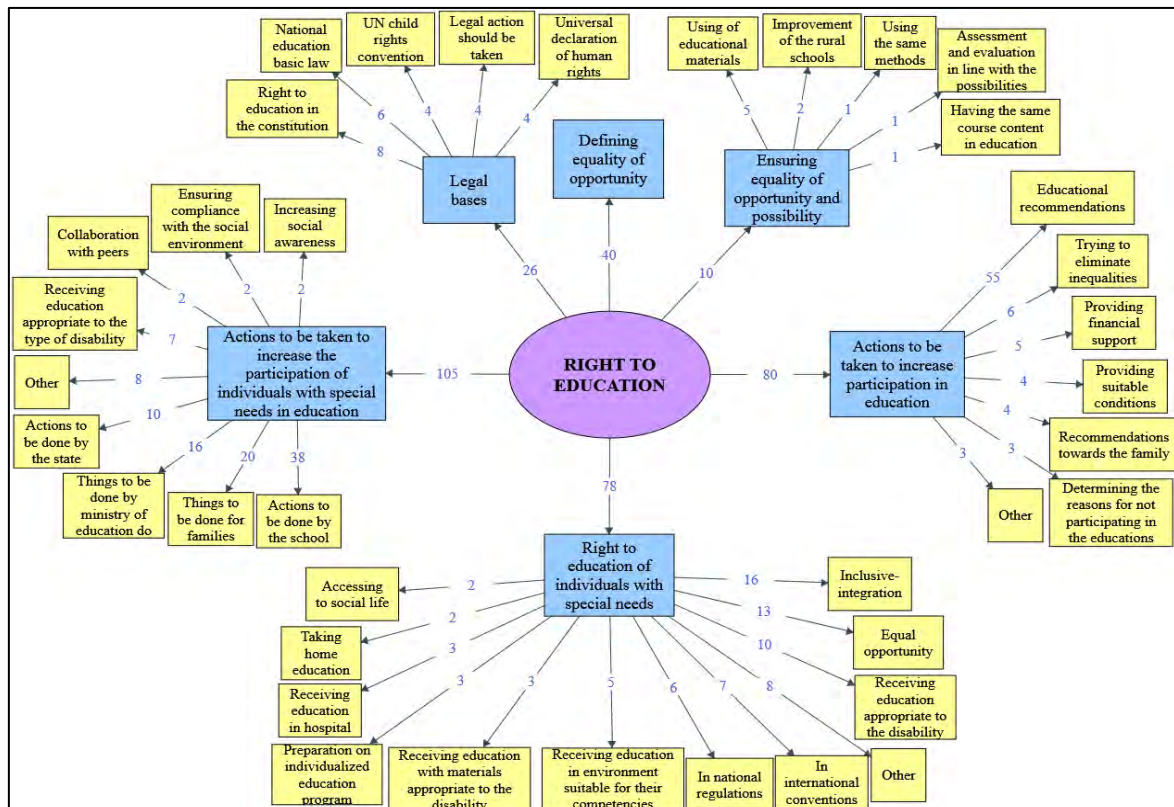 National
education
basic law
UN child
rights
convention
Legal
action
should be
taken
Universal
declaration
of human
rights
Using of
educational
materials
Improvement
of the rural
schools
Using
the same
methods
Assessment
and evaluation
in line with the
possibilities
Right to
education in
the constitution
6
4
4
4
8
5
2
1
1
1
Having the same
course content
in education
Legal
bases
Defining
equality of
opportunity
Ensuring
equality of
opportunity and
possibility
26
40
10
Ensuring
compliance
with the social
environment
Increasing
social
awareness
Collaboration
with peers
Receiving
education
appropriate to the
type of disability
Other
Actions to
be done by
the state
Things to be
done by
ministry of
education do
Things to
be done for
families
Actions to
be done by
the school
2
2
2
7
8
10
16
20
38
Actions to be taken to
increase the
participation of
individuals with special
needs in education
105
RIGHT TO
EDUCATION
80
Actions to be
taken to increase
participation in
education
55
6
5
4
4
3
3
Educational
recommendations
Trying to
eliminate
inequalities
Providing
financial
support
Providing
suitable
conditions
Recommendations
towards the family
Determining the
reasons for not
participating in
the educations
Other
78
Right to
education of
individuals with
special needs
2
2
3
3
3
5
6
7
8
10
13
16
Accessing
to social life
Taking
home
education
Receiving
education
in hospital
Preparation on
individualized
education
program
Receiving education
with materials
appropriate to the
disability
Receiving education
in environment
suitable for their
competencies
In national
regulations
In
international
conventions
Other
Receiving
education
appropriate to
the disability
Equal
opportunity
Inclusive-
integration